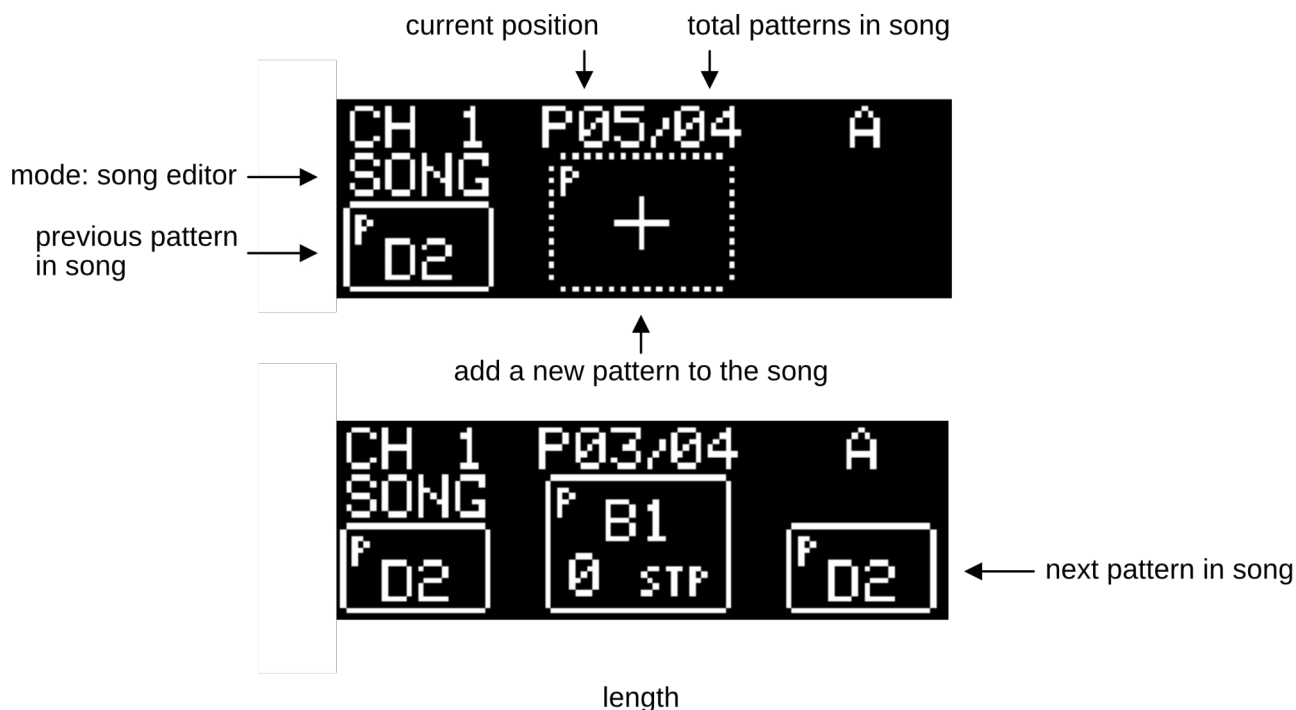 current position
total patterns in song
CH 1 P05/04 A
mode: song editor
SONG
P
previous pattern
in song
P
D2
add a new pattern to the song
CH 1 P03/04 A
SONG
P
B1
0 STP
P
D2
P
D2
next pattern in song
length